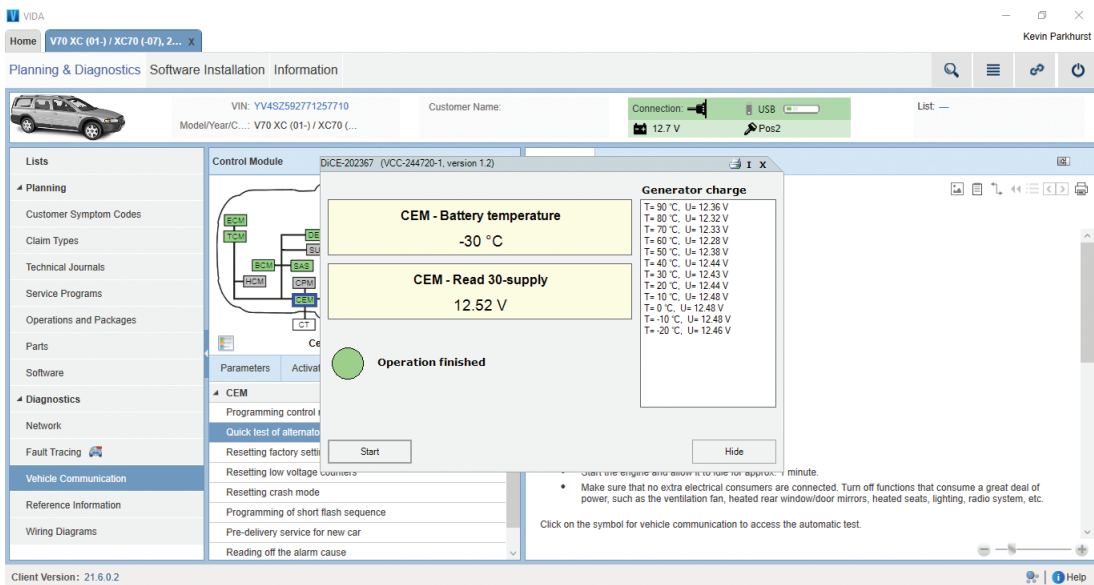 VIDA
Home V70 XC (01-) / XC70 (-07), 2... X
Kevin Parkhurst
Planning & Diagnostics Software Installation Information
VIN: YV4SZ592771257710
Model/Year/C...: V70 XC (01-) / XC70 (...
Customer Name:
Connection:
USB
12.7 V
Pos2
List: —
Lists
Planning
Customer Symptom Codes
Claim Types
Technical Journals
Service Programs
Operations and Packages
Parts
Software
Diagnostics
Network
Fault Tracing
Vehicle Communication
Reference Information
Wiring Diagrams
Control Module
ECM
TCM
DE
SU
BCM
SAS
HCM
CPM
CEM
CT
Ce
Parameters Activat
CEM
Programming control
Quick test of alternato
Resetting factory setti
Resetting low voltage counters
Resetting crash mode
Programming of short flash sequence
Pre-delivery service for new car
Reading off the alarm cause
DiCE-202367 (VCC-244720-1, version 1.2)
I X
CEM - Battery temperature
-30 °C
CEM - Read 30-supply
12.52 V
Operation finished
Start
Generator charge
T= 90 °C, U= 12.36 V
T= 80 °C, U= 12.32 V
T= 70 °C, U= 12.33 V
T= 60 °C, U= 12.28 V
T= 50 °C, U= 12.38 V
T= 40 °C, U= 12.44 V
T= 30 °C, U= 12.43 V
T= 20 °C, U= 12.44 V
T= 10 °C, U= 12.48 V
T= 0 °C, U= 12.48 V
T= -10 °C, U= 12.48 V
T= -20 °C, U= 12.46 V
Hide
• Start the engine and allow it to idle for approx. 1 minute.
• Make sure that no extra electrical consumers are connected. Turn off functions that consume a great deal of
power, such as the ventilation fan, heated rear window/door mirrors, heated seats, lighting, radio system, etc.
Click on the symbol for vehicle communication to access the automatic test.
Client Version: 21.6.0.2
Help